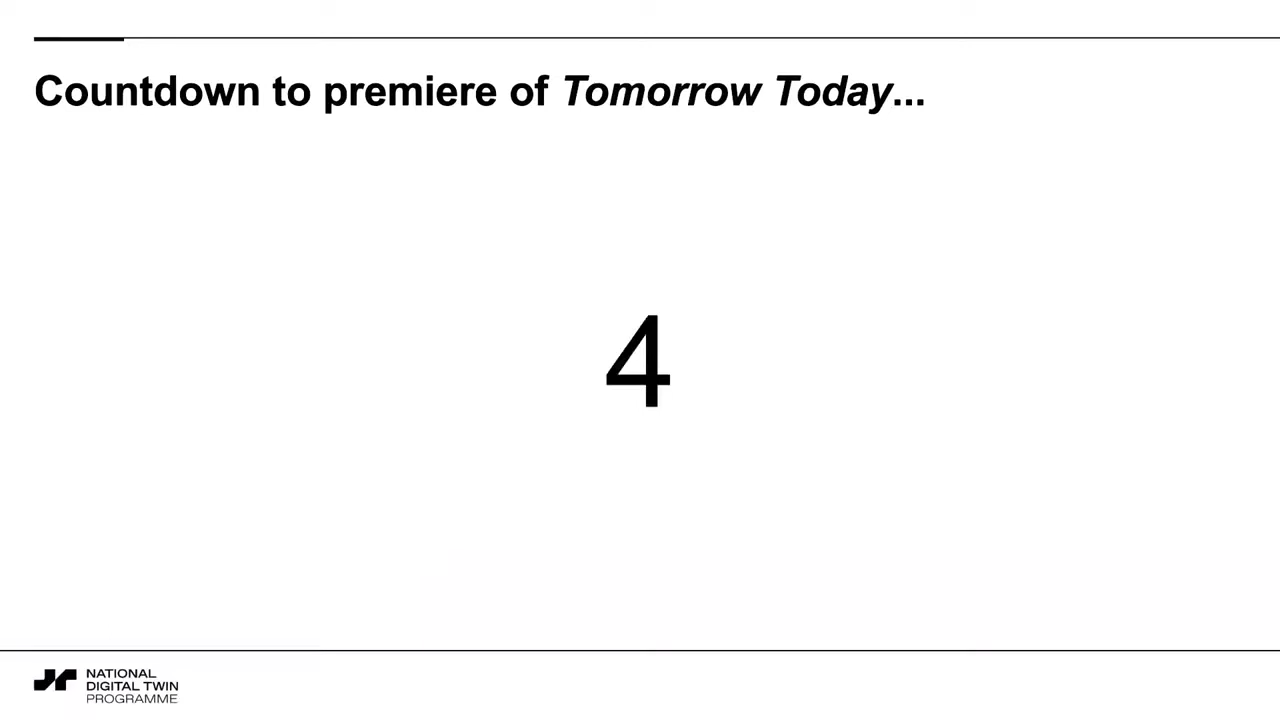 Countdown to premiere of Tomorrow Today...
4
NATIONAL
DIGITAL TWIN
PROGRAMME